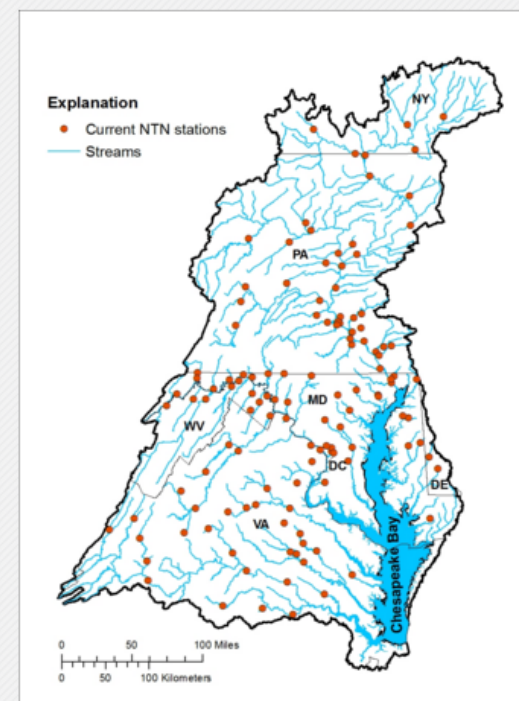 Explanation
Current NTN stations
Streams
NY
PA
MD
WV
DC
DE
VA
Chesapeake Bay
0 50 100 Miles
0 50 100 Kilometers